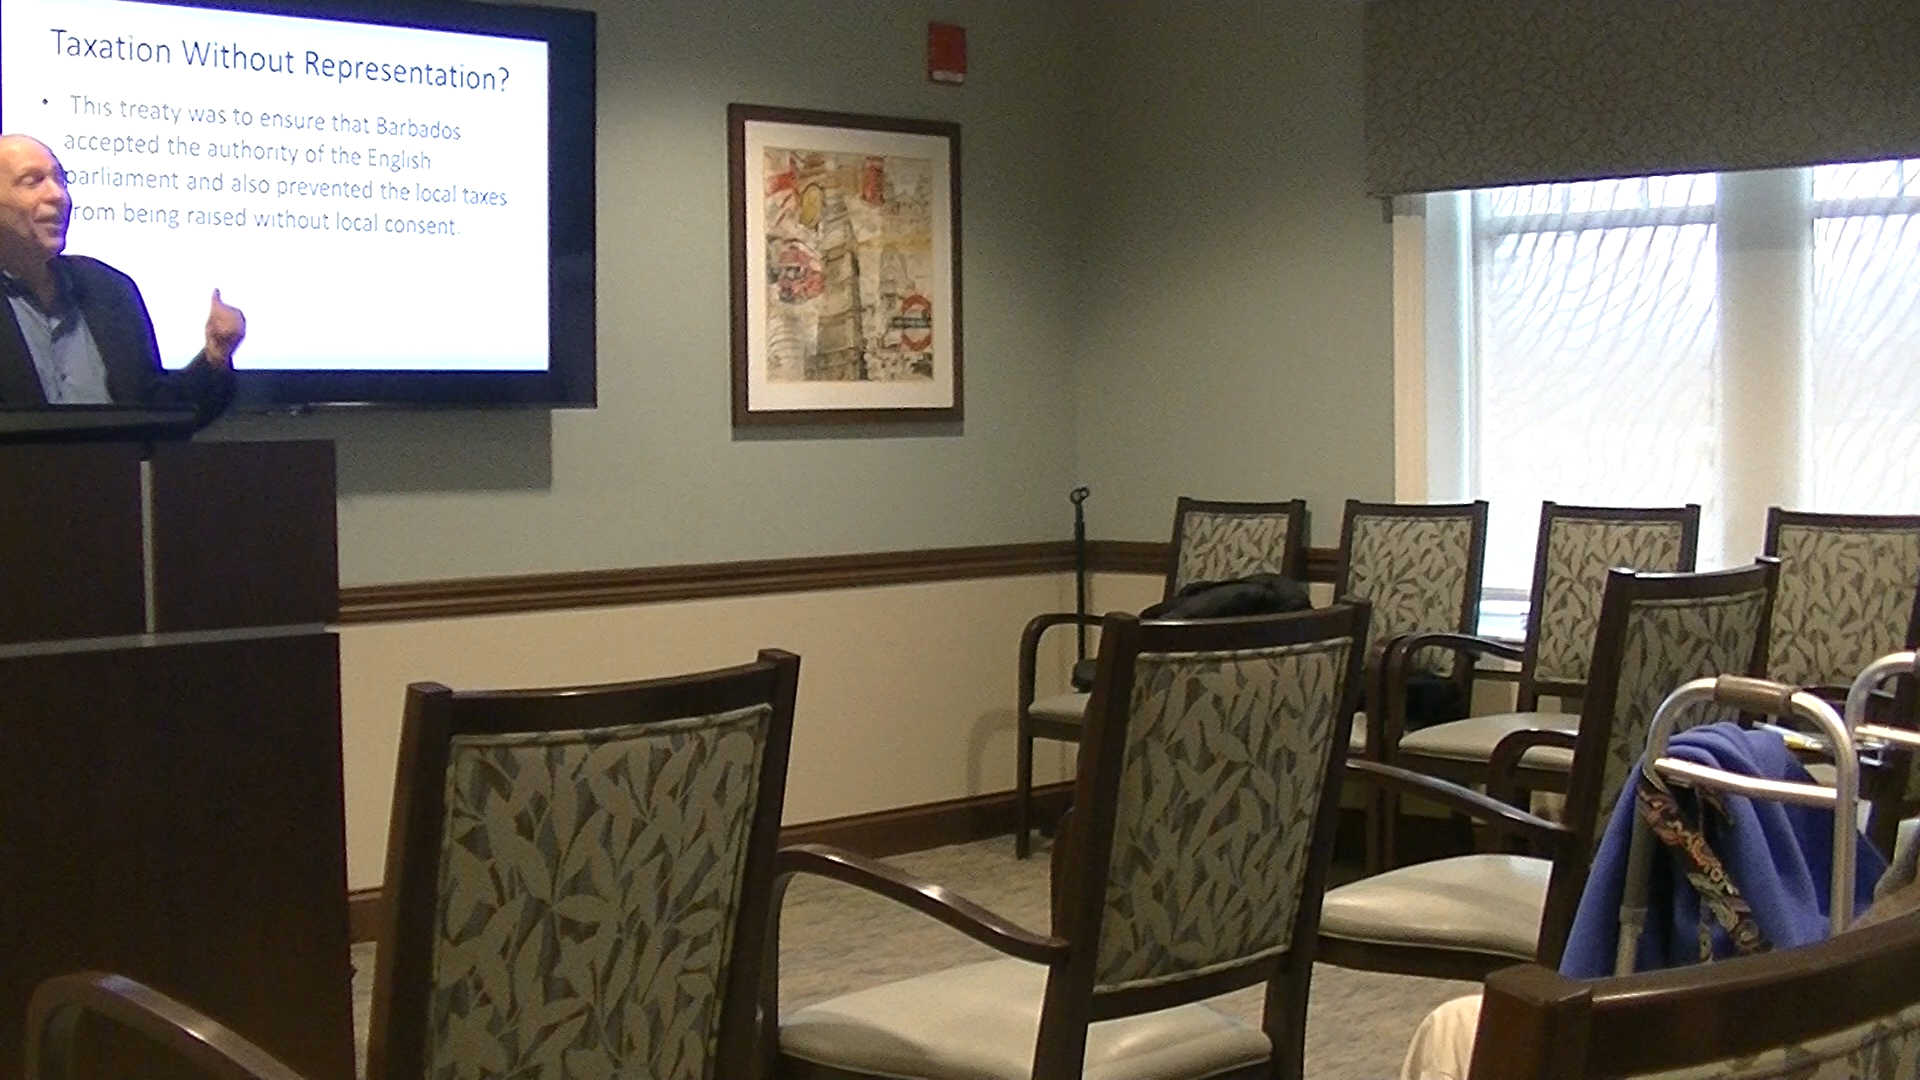 Taxation Without Representation?
• This treaty was to ensure that Barbados
accepted the authority of the English
parliament and also prevented the local taxes
rom being raised without local consent.